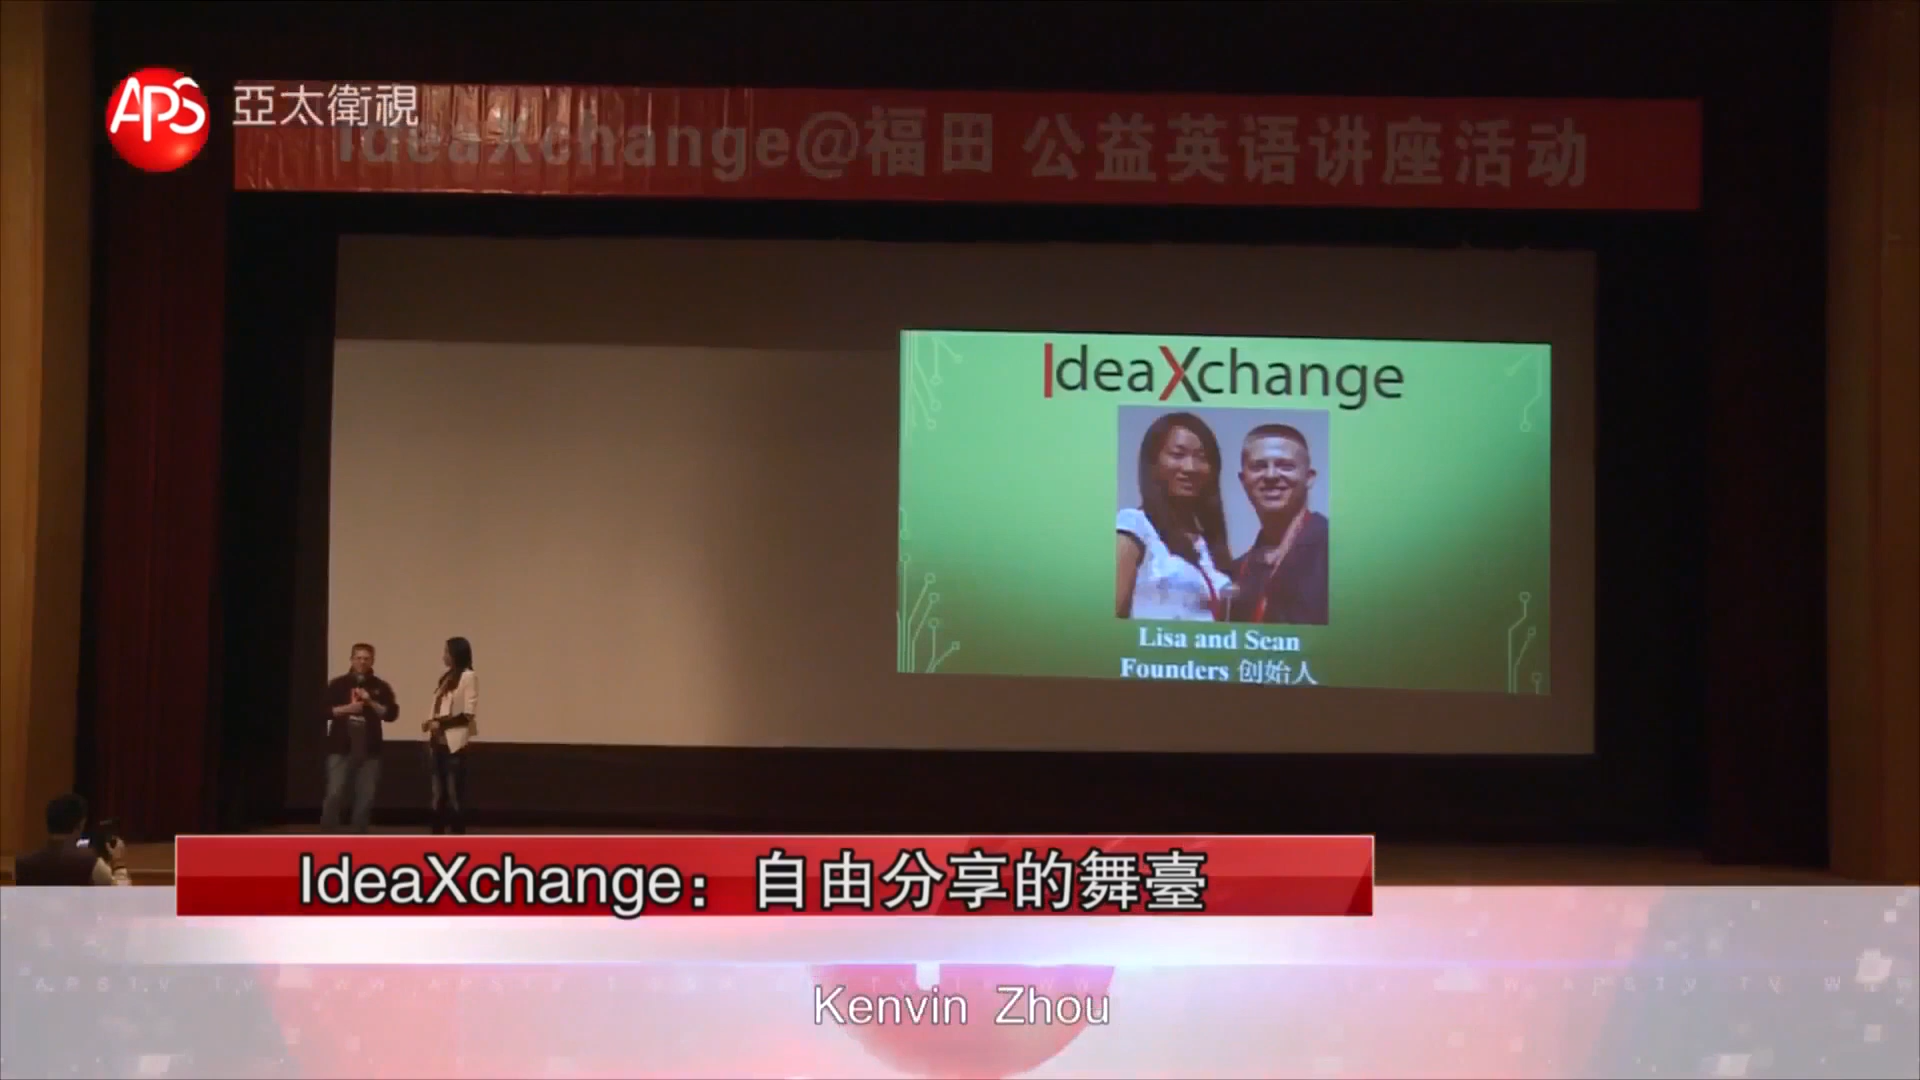 APS 亞太衛視
IdeaXchange@福田 公益英语讲座活动
IdeaXchange
Lisa and Sean
Founders 创始人
IdeaXchange：自由分享的舞臺
Kenvin Zhou